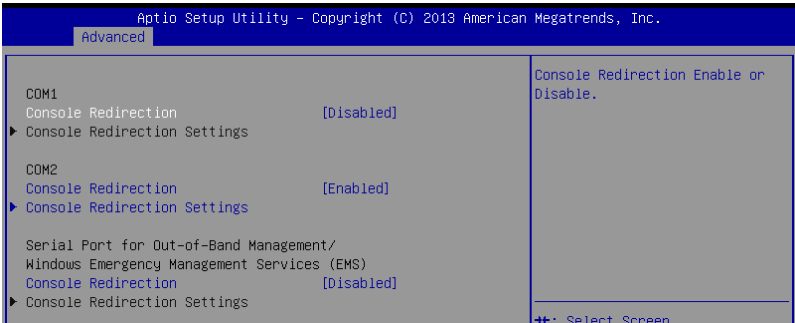 Aptio Setup Utility – Copyright (C) 2013 American Megatrends, Inc.
Advanced
COM1
Console Redirection [Disabled]
Console Redirection Settings
COM2
Console Redirection [Enabled]
Console Redirection Settings
Serial Port for Out-of-Band Management/
Windows Emergency Management Services (EMS)
Console Redirection [Disabled]
Console Redirection Settings
Console Redirection Enable or
Disable.
: Select Screen